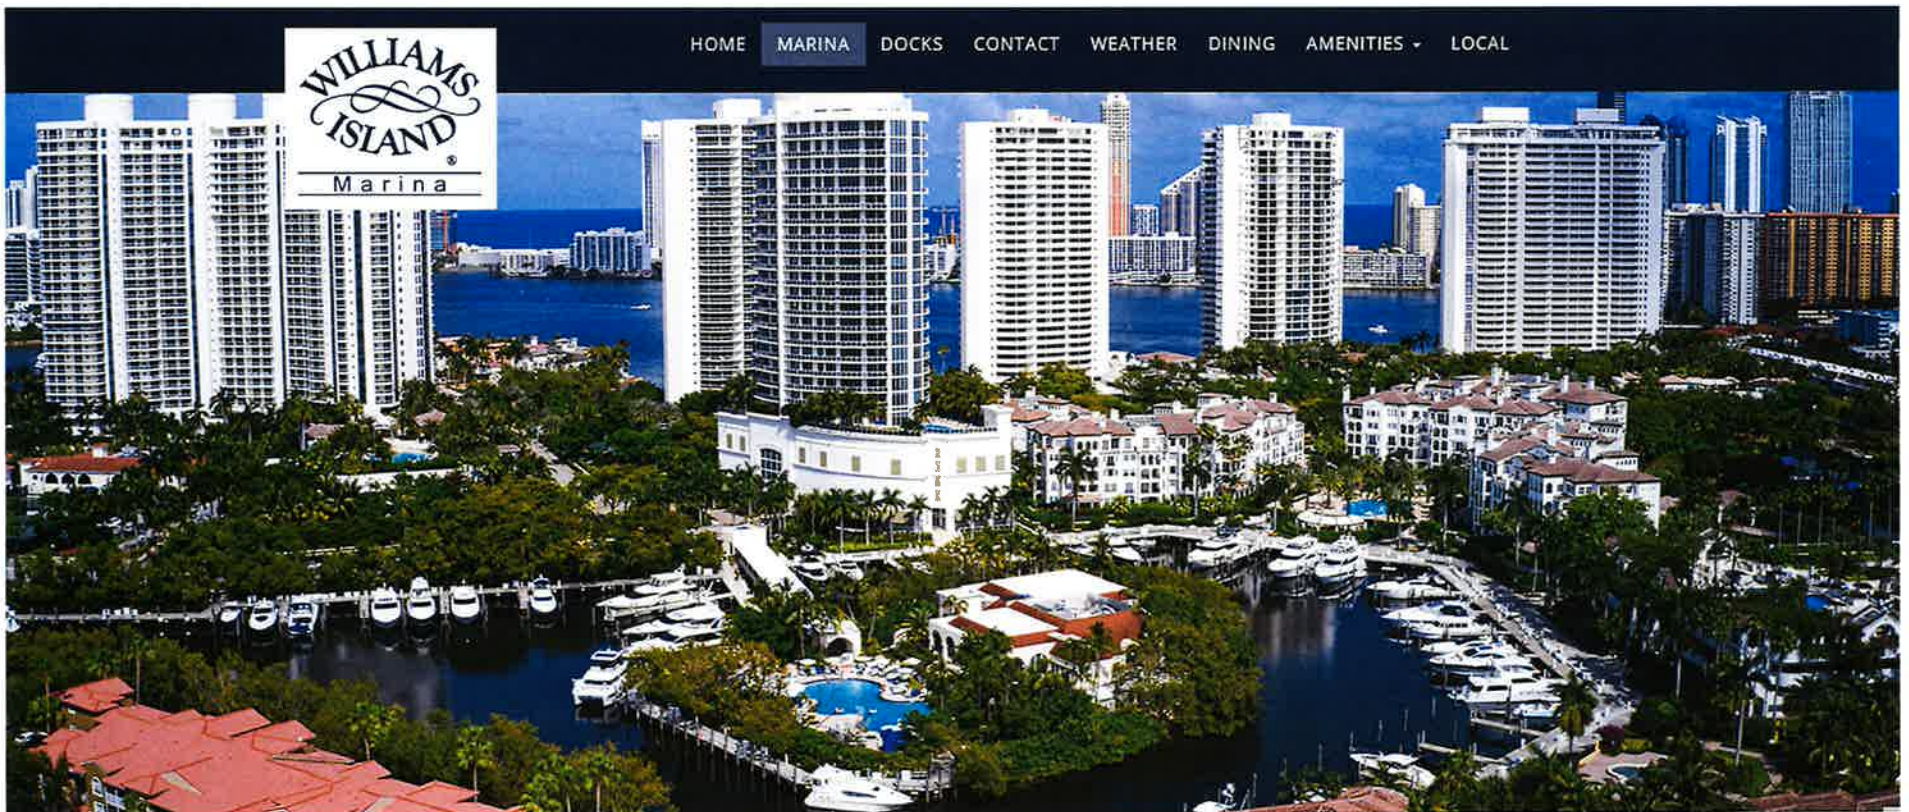 WILLIAMS
ISLAND
®
Marina
HOME MARINA DOCKS CONTACT WEATHER DINING AMENITIES LOCAL